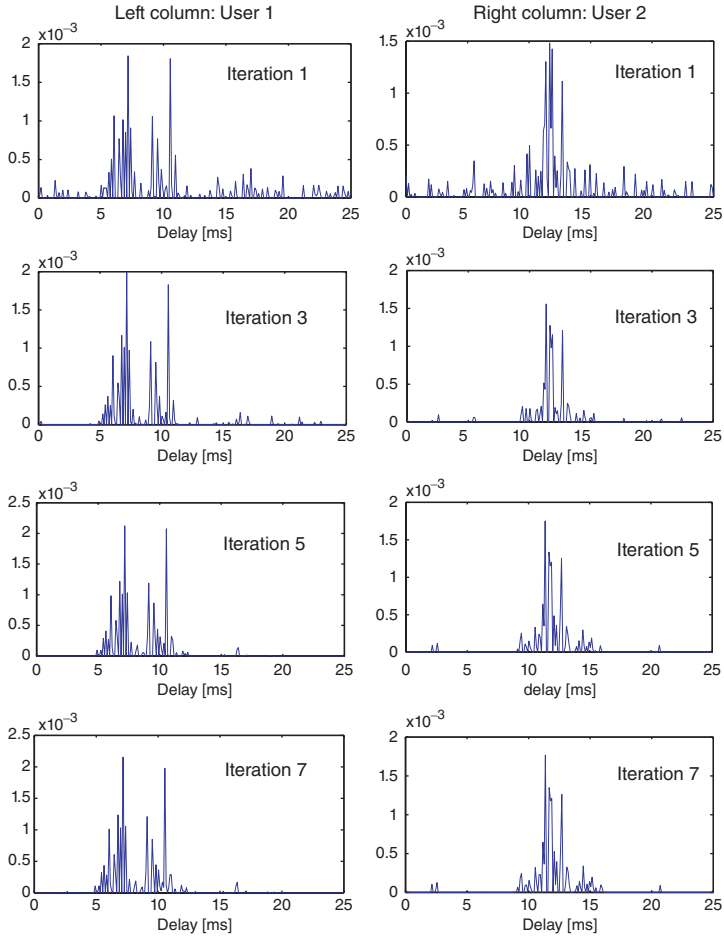 Left column: User 1
Right column: User 2
x10⁻³
2
1.5
1
0.5
0
Iteration 1
0 5 10 15 20 25
Delay [ms]
x10⁻³
1.5
1
0.5
0
Iteration 1
0 5 10 15 20 25
Delay [ms]
x10⁻³
2
1.5
1
0.5
0
Iteration 3
0 5 10 15 20 25
Delay [ms]
x10⁻³
2
1.5
1
0.5
0
Iteration 3
0 5 10 15 20 25
Delay [ms]
x10⁻³
2.5
2
1.5
1
0.5
0
Iteration 5
0 5 10 15 20 25
Delay [ms]
x10⁻³
2
1.5
1
0.5
0
Iteration 5
0 5 10 15 20 25
delay [ms]
x10⁻³
2.5
2
1.5
1
0.5
0
Iteration 7
0 5 10 15 20 25
Delay [ms]
x10⁻³
2
1.5
1
0.5
0
Iteration 7
0 5 10 15 20 25
Delay [ms]